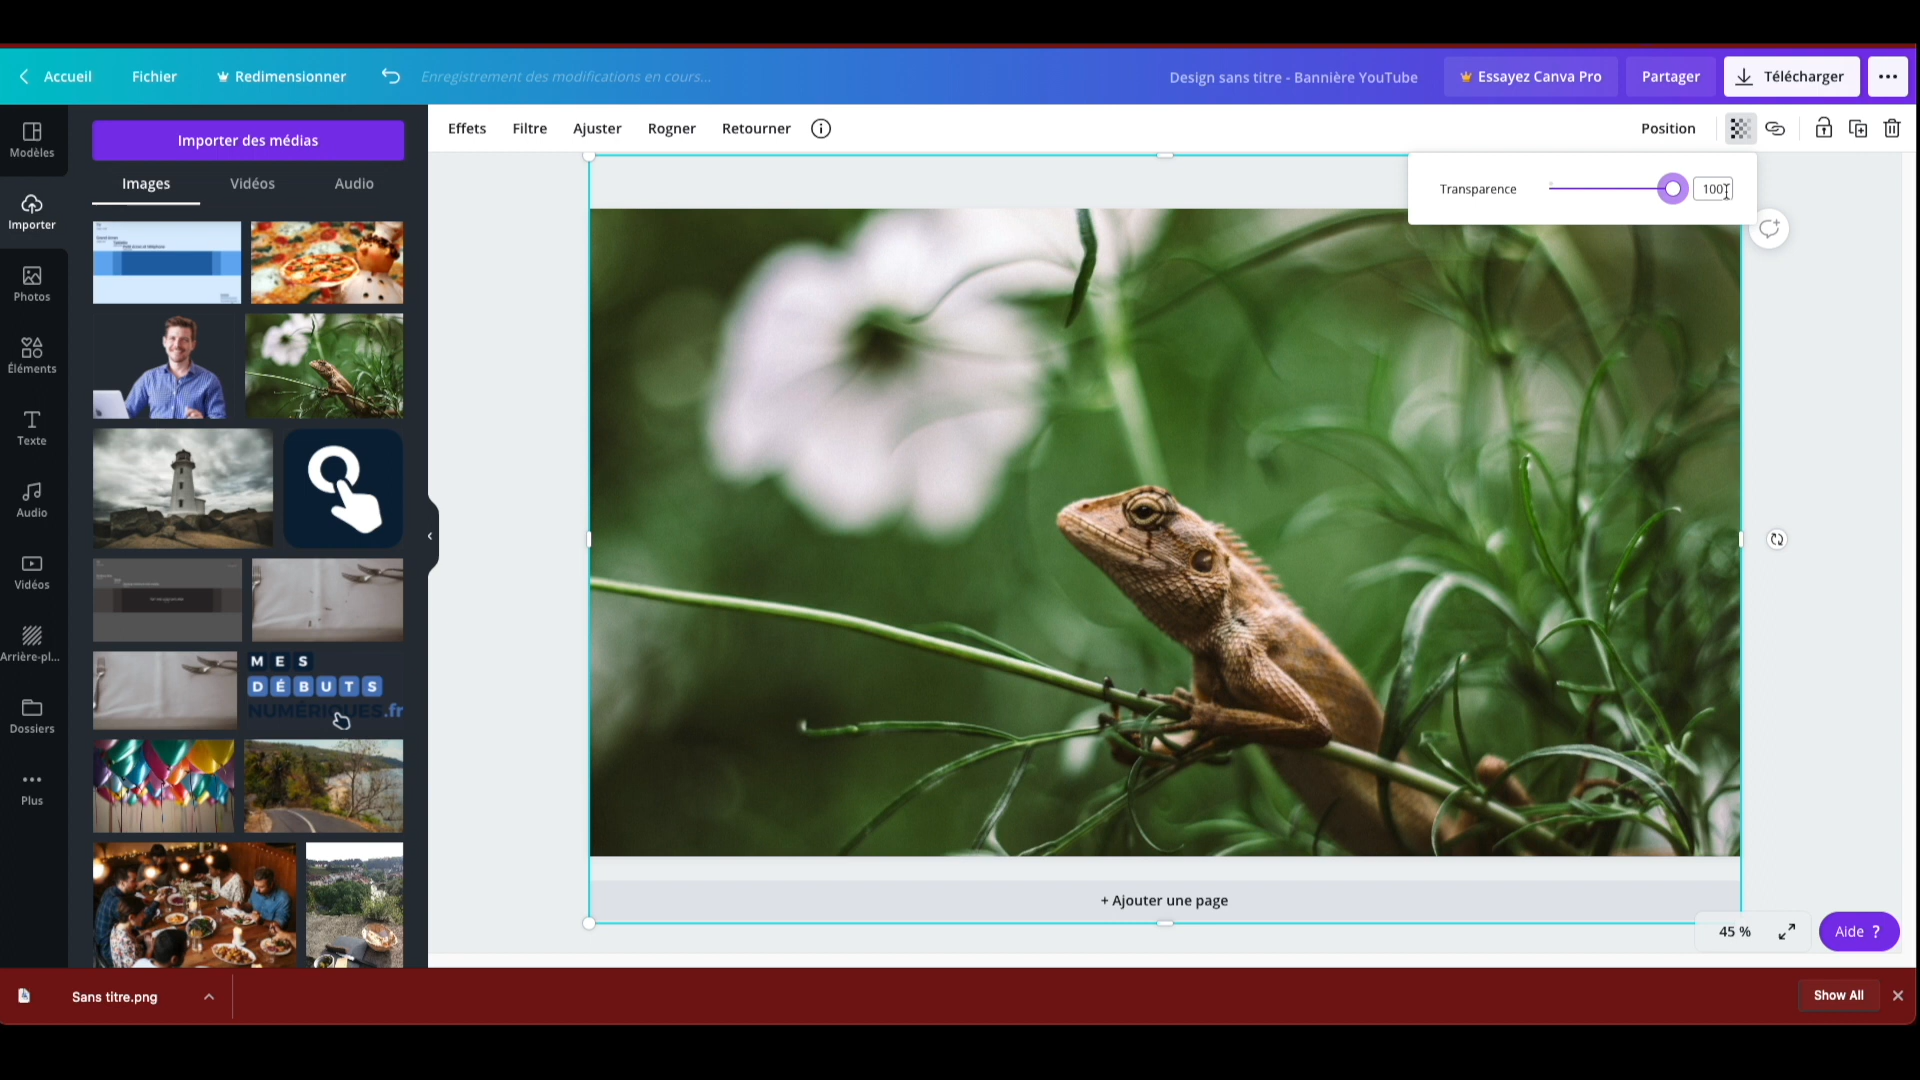 Accueil
Fichier
Redimensionner
Enregistrement des modifications en cours...
Design sans titre - Bannière YouTube
Essayez Canva Pro
Partager
Télécharger
Modèles
Importer
Photos
Éléments
Texte
Audio
Vidéos
Arrière-pl...
Dossiers
Plus
Importer des médias
Images
Vidéos
Audio
MES
DÉBUTS
NUMÉRIQUES.fr
Effets
Filtre
Ajuster
Rogner
Retourner
Position
Transparence
100
+ Ajouter une page
45 %
Aide ?
Sans titre.png
Show All